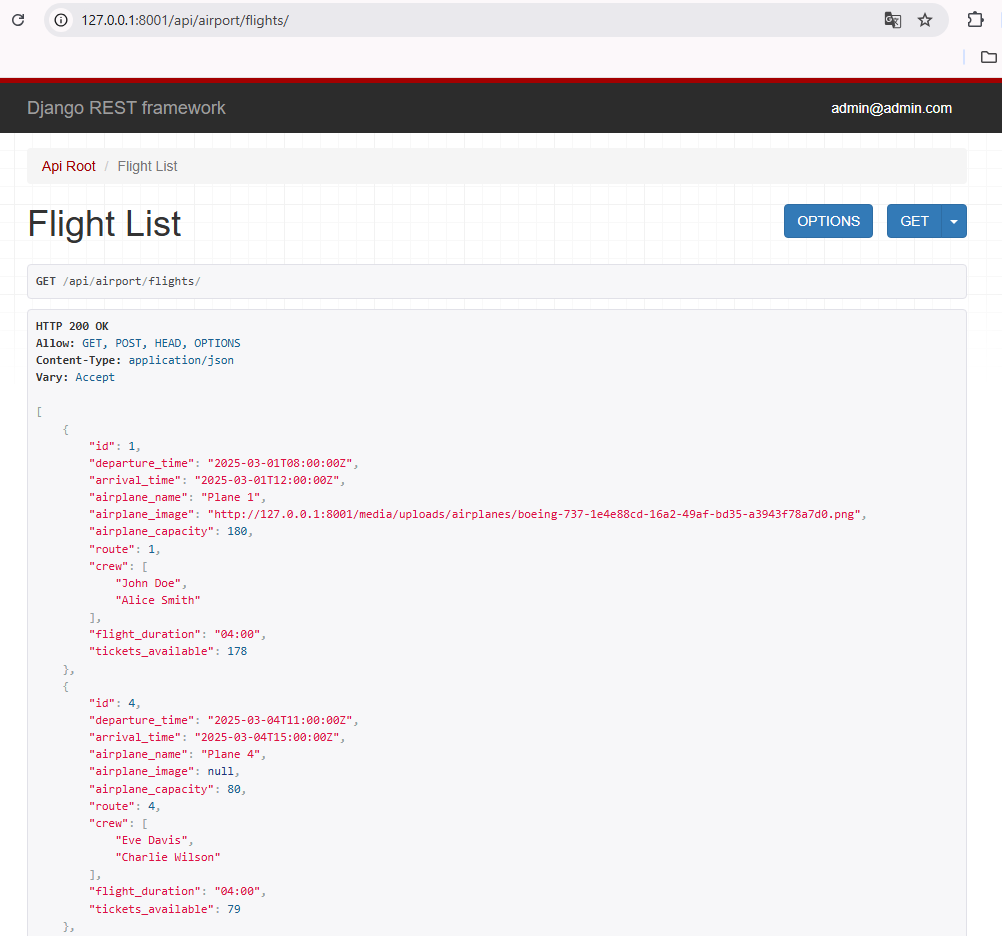 127.0.0.1:8001/api/airport/flights/
Django REST framework
admin@admin.com
Api Root / Flight List
Flight List
OPTIONS
GET
GET /api/airport/flights/
HTTP 200 OK
Allow: GET, POST, HEAD, OPTIONS
Content-Type: application/json
Vary: Accept
[
    {
        "id": 1,
        "departure_time": "2025-03-01T08:00:00Z",
        "arrival_time": "2025-03-01T12:00:00Z",
        "airplane_name": "Plane 1",
        "airplane_image": "http://127.0.0.1:8001/media/uploads/airplanes/boeing-737-1e4e88cd-16a2-49af-bd35-a3943f78a7d0.png",
        "airplane_capacity": 180,
        "route": 1,
        "crew": [
            "John Doe",
            "Alice Smith"
        ],
        "flight_duration": "04:00",
        "tickets_available": 178
    },
    {
        "id": 4,
        "departure_time": "2025-03-04T11:00:00Z",
        "arrival_time": "2025-03-04T15:00:00Z",
        "airplane_name": "Plane 4",
        "airplane_image": null,
        "airplane_capacity": 80,
        "route": 4,
        "crew": [
            "Eve Davis",
            "Charlie Wilson"
        ],
        "flight_duration": "04:00",
        "tickets_available": 79
    },